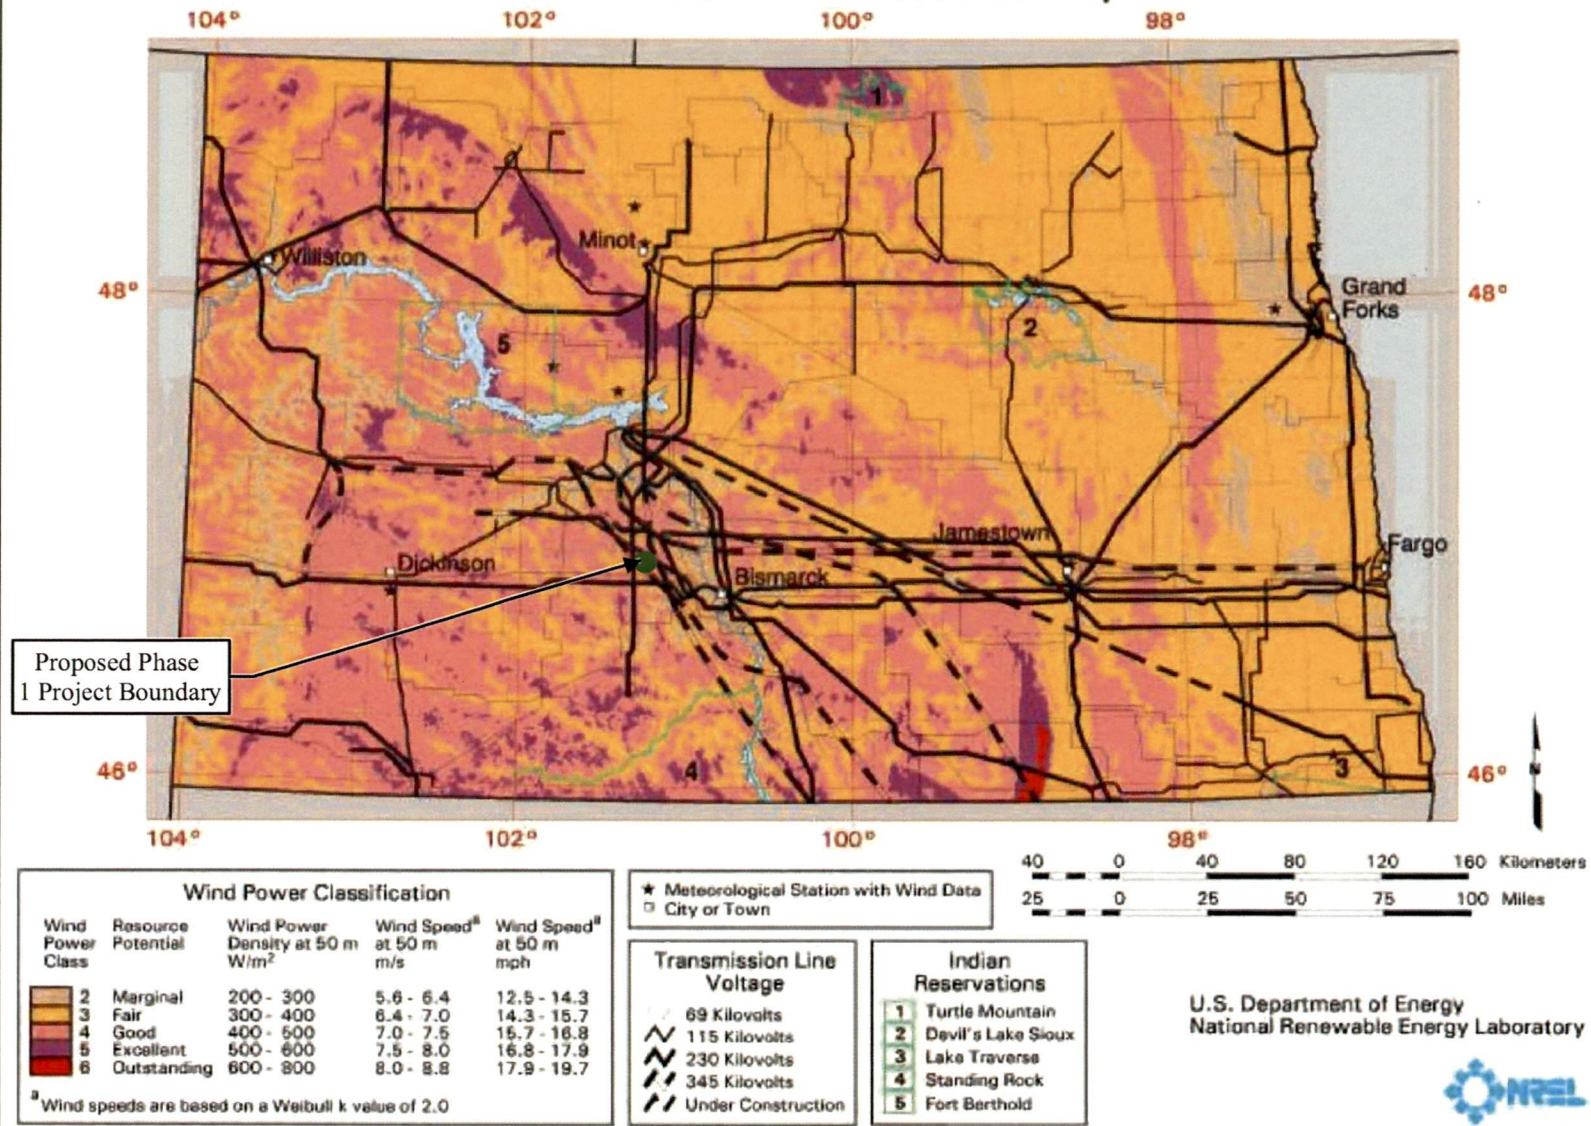 104° 102° 100° 98°
Williston
Minot
1
48°
48°
Grand
Forks
5
2
Dickinson
Bismarck
Jamestown
Fargo
Proposed Phase
1 Project Boundary
4
3
46°
46°
104° 102° 100° 98°
N
40 0 40 80 120 160 Kilometers
25 0 25 50 75 100 Miles
Wind Power Classification
Wind Power Class Resource Potential Wind Power Density at 50 m W/m² Wind Speedª at 50 m m/s Wind Speedª at 50 m mph
2 Marginal 200 - 300 5.6 - 6.4 12.5 - 14.3
3 Fair 300 - 400 6.4 - 7.0 14.3 - 15.7
4 Good 400 - 500 7.0 - 7.5 15.7 - 16.8
5 Excellent 500 - 600 7.5 - 8.0 16.8 - 17.9
6 Outstanding 600 - 800 8.0 - 8.8 17.9 - 19.7
ª Wind speeds are based on a Weibull k value of 2.0
★ Meteorological Station with Wind Data
City or Town
Transmission Line
Voltage
69 Kilovolts
115 Kilovolts
230 Kilovolts
345 Kilovolts
Under Construction
Indian
Reservations
1 Turtle Mountain
2 Devil's Lake Sioux
3 Lake Traverse
4 Standing Rock
5 Fort Berthold
U.S. Department of Energy
National Renewable Energy Laboratory
NREL